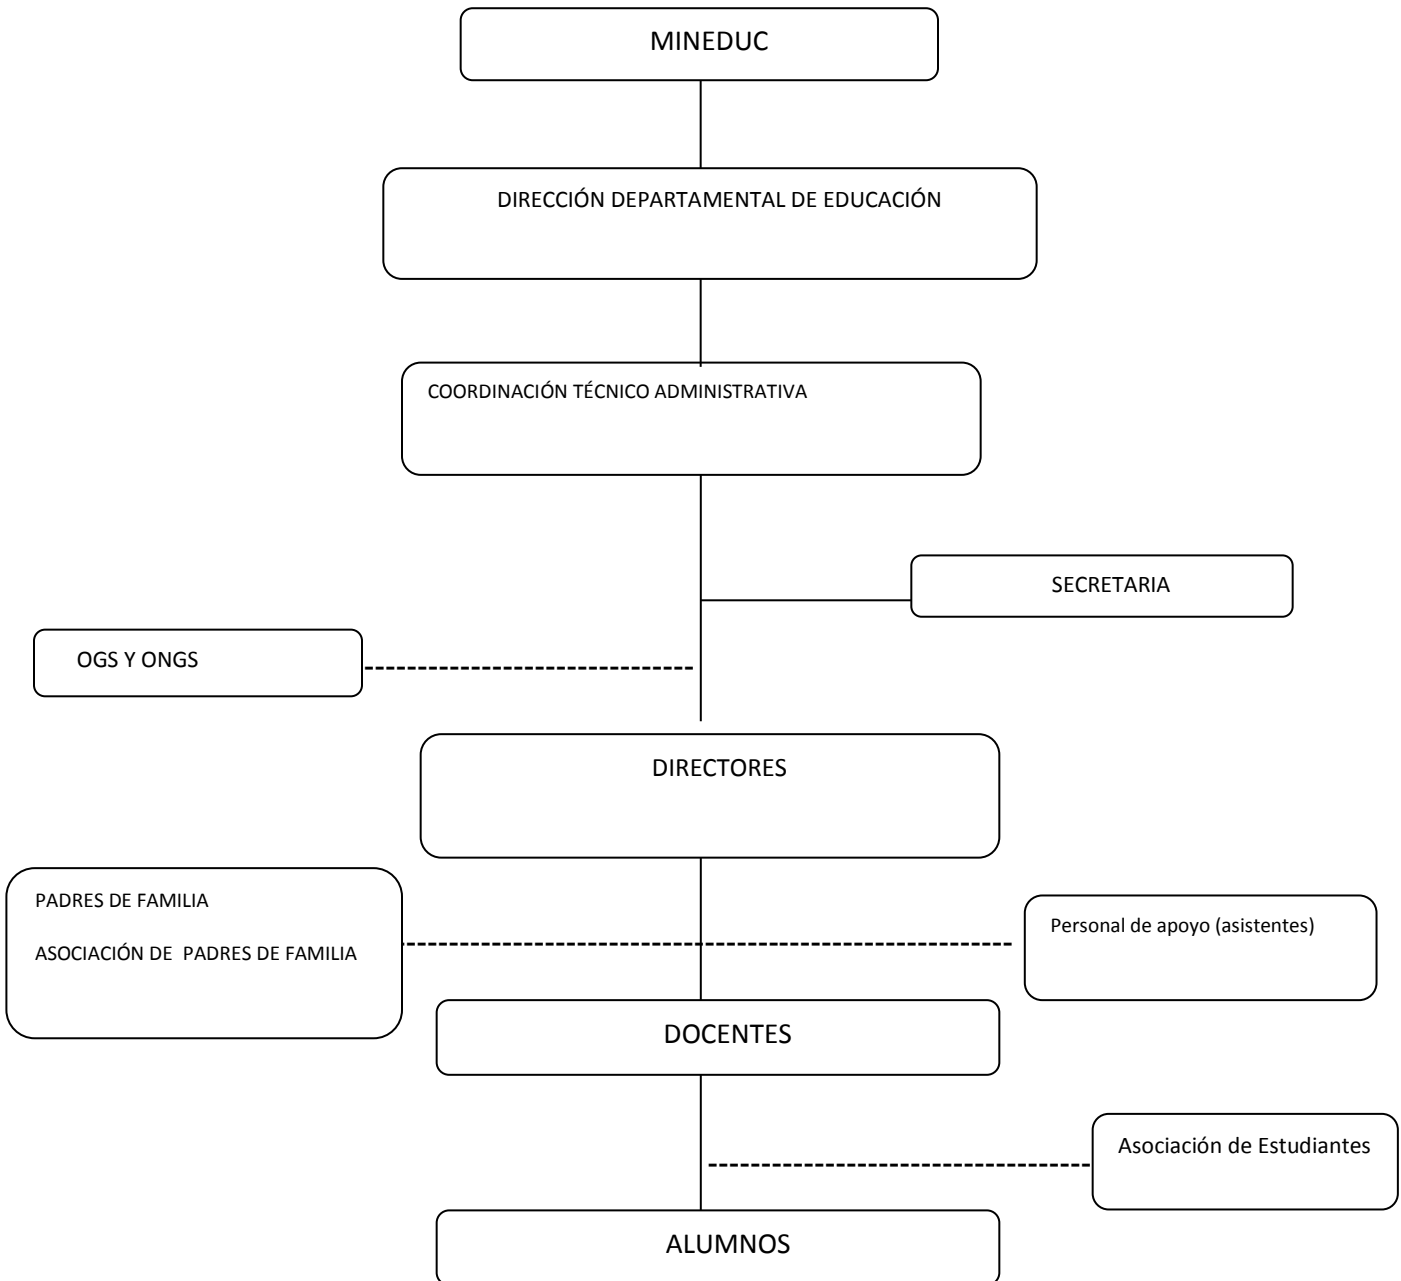 MINEDUC
DIRECCIÓN DEPARTAMENTAL DE EDUCACIÓN
COORDINACIÓN TÉCNICO ADMINISTRATIVA
SECRETARIA
OGS Y ONGS
DIRECTORES
PADRES DE FAMILIA
ASOCIACIÓN DE  PADRES DE FAMILIA
Personal de apoyo (asistentes)
DOCENTES
Asociación de Estudiantes
ALUMNOS